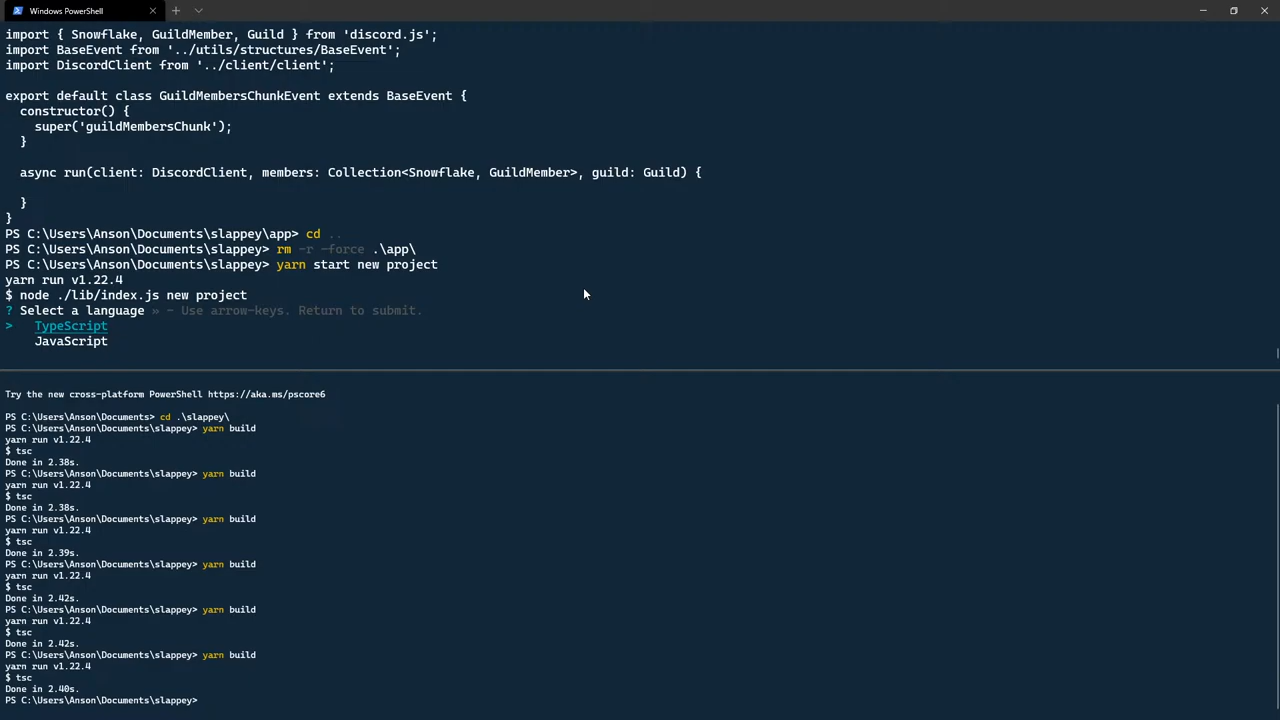 Windows PowerShell
import { Snowflake, GuildMember, Guild } from 'discord.js';
import BaseEvent from '../utils/structures/BaseEvent';
import DiscordClient from '../client/client';
export default class GuildMembersChunkEvent extends BaseEvent {
constructor() {
super('guildMembersChunk');
}
async run(client: DiscordClient, members: Collection<Snowflake, GuildMember>, guild: Guild) {
}
}
PS C:\Users\Anson\Documents\slappey\app> cd ..
PS C:\Users\Anson\Documents\slappey> rm -r -force .\app\
PS C:\Users\Anson\Documents\slappey> yarn start new project
yarn run v1.22.4
$ node ./lib/index.js new project
? Select a language » - Use arrow-keys. Return to submit.
> TypeScript
JavaScript
Try the new cross-platform PowerShell https://aka.ms/pscore6
PS C:\Users\Anson\Documents> cd .\slappey\
PS C:\Users\Anson\Documents\slappey> yarn build
yarn run v1.22.4
$ tsc
Done in 2.38s.
PS C:\Users\Anson\Documents\slappey> yarn build
yarn run v1.22.4
$ tsc
Done in 2.38s.
PS C:\Users\Anson\Documents\slappey> yarn build
yarn run v1.22.4
$ tsc
Done in 2.39s.
PS C:\Users\Anson\Documents\slappey> yarn build
yarn run v1.22.4
$ tsc
Done in 2.42s.
PS C:\Users\Anson\Documents\slappey> yarn build
yarn run v1.22.4
$ tsc
Done in 2.42s.
PS C:\Users\Anson\Documents\slappey> yarn build
yarn run v1.22.4
$ tsc
Done in 2.40s.
PS C:\Users\Anson\Documents\slappey>